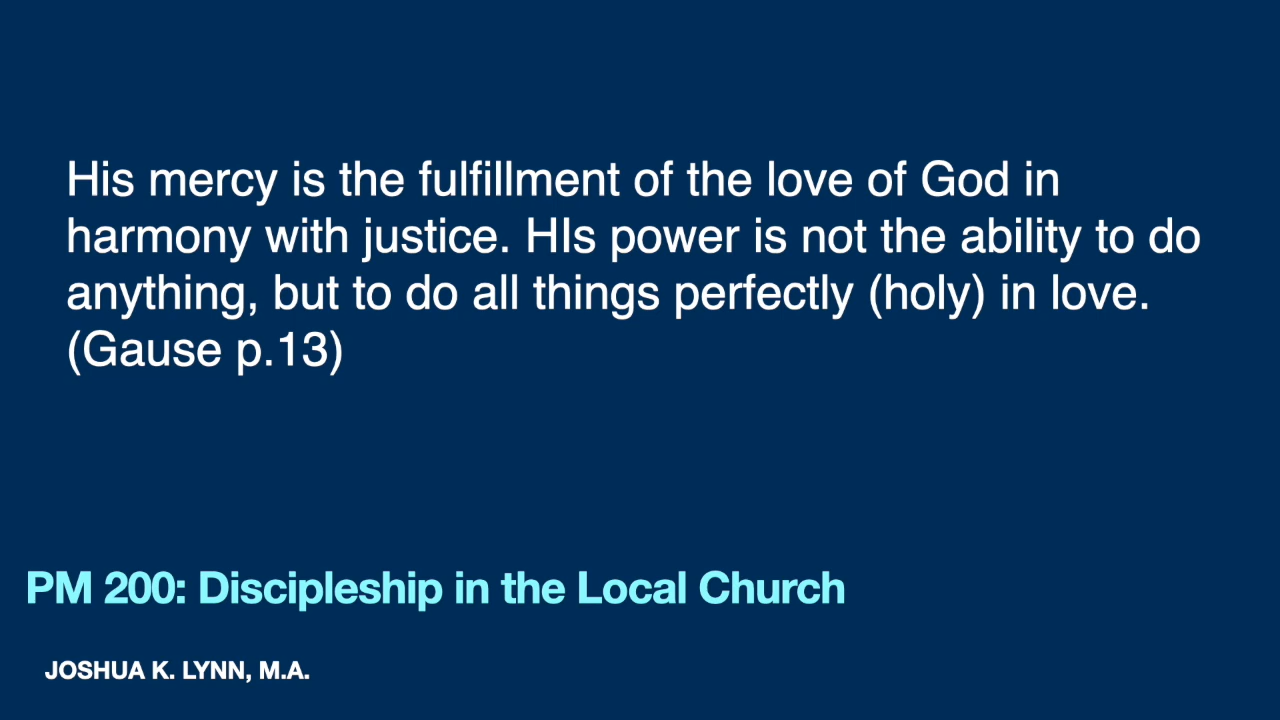 His mercy is the fulfillment of the love of God in
harmony with justice. HIs power is not the ability to do
anything, but to do all things perfectly (holy) in love.
(Gause p.13)
PM 200: Discipleship in the Local Church
JOSHUA K. LYNN, M.A.